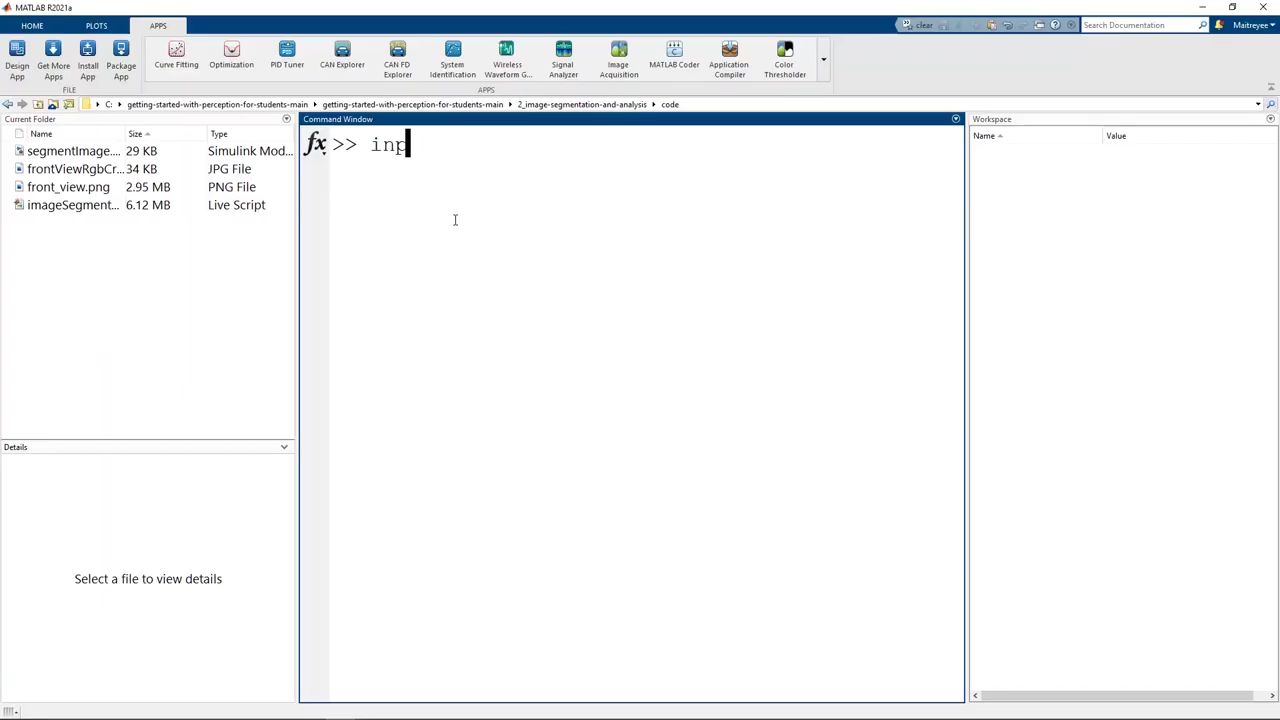 MATLAB R2021a
HOME PLOTS APPS
clear
Search Documentation
Maitreyee
Design App
Get More Apps
Install App
Package App
Curve Fitting
Optimization
PID Tuner
CAN Explorer
CAN FD Explorer
System Identification
Wireless Waveform G...
Signal Analyzer
Image Acquisition
MATLAB Coder
Application Compiler
Color Thresholder
FILE
APPS
C: getting-started-with-perception-for-students-main getting-started-with-perception-for-students-main 2_image-segmentation-and-analysis code
Current Folder
Name Size Type
segmentImage.... 29 KB Simulink Mod...
frontViewRgbCr... 34 KB JPG File
front_view.png 2.95 MB PNG File
imageSegment... 6.12 MB Live Script
Details
Select a file to view details
Command Window
fx >> inp
Workspace
Name Value